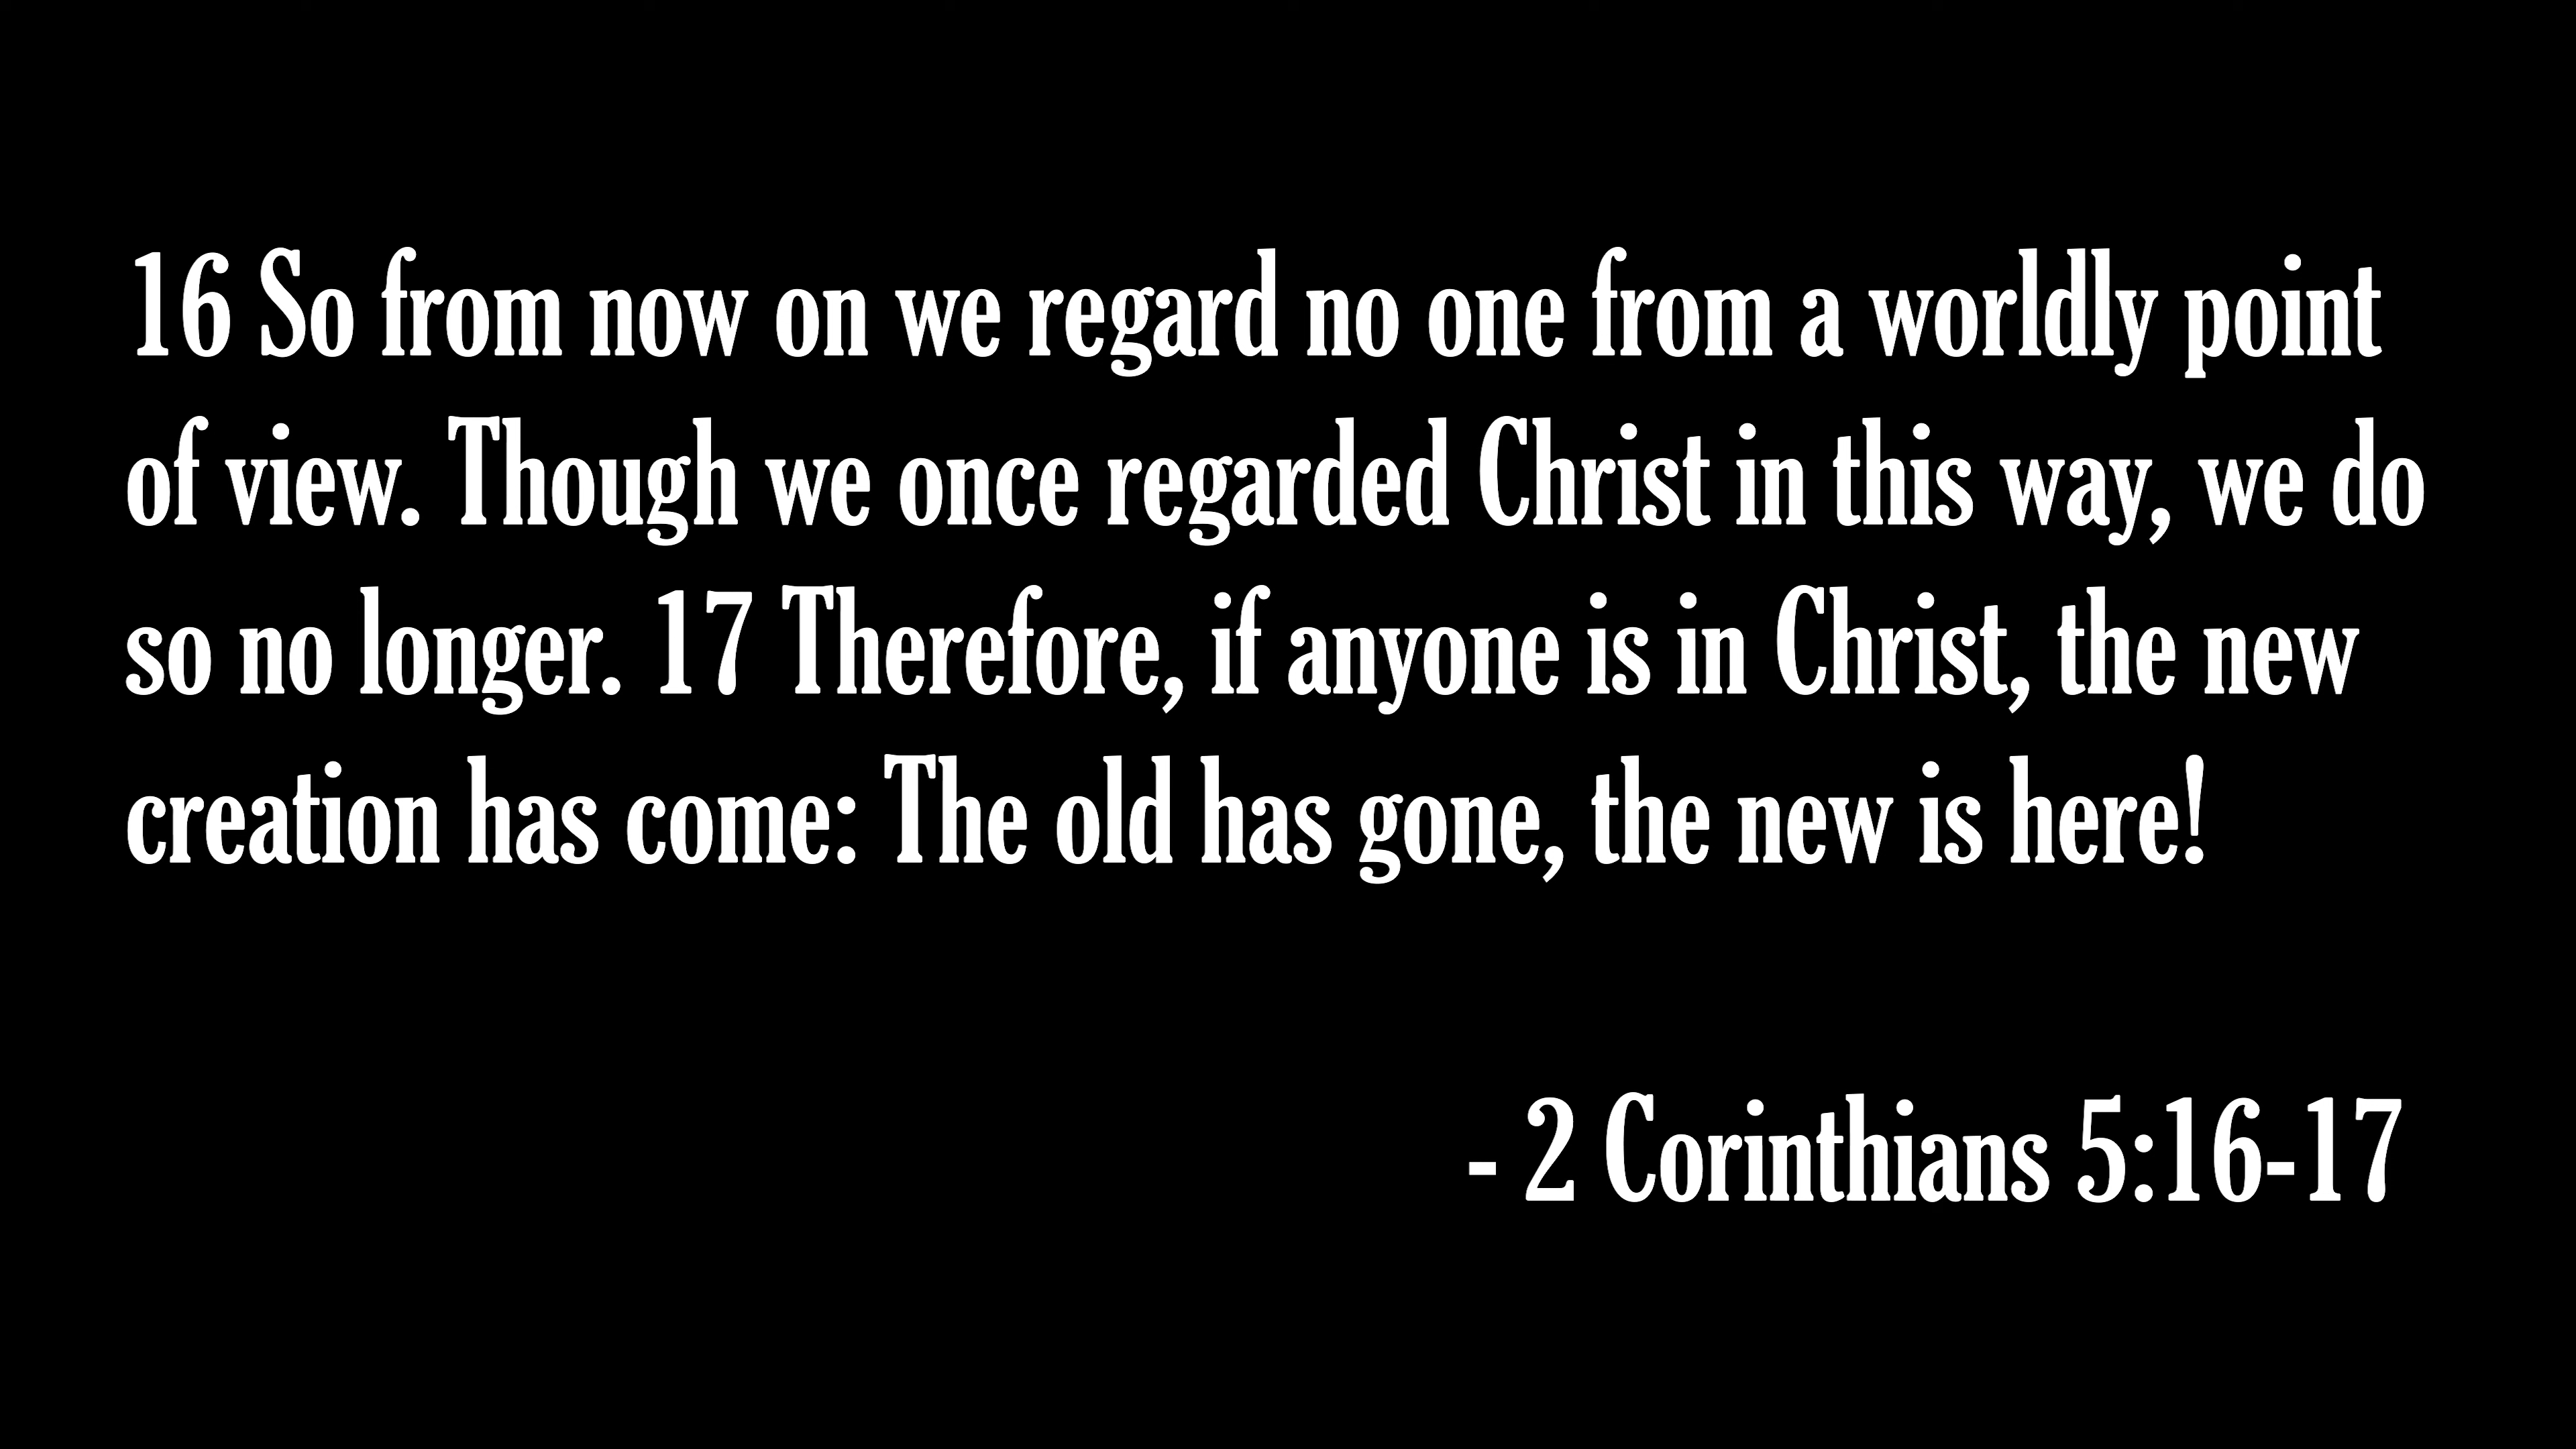 16 So from now on we regard no one from a worldly point
of view. Though we once regarded Christ in this way, we do
so no longer. 17 Therefore, if anyone is in Christ, the new
creation has come: The old has gone, the new is here!
- 2 Corinthians 5:16-17